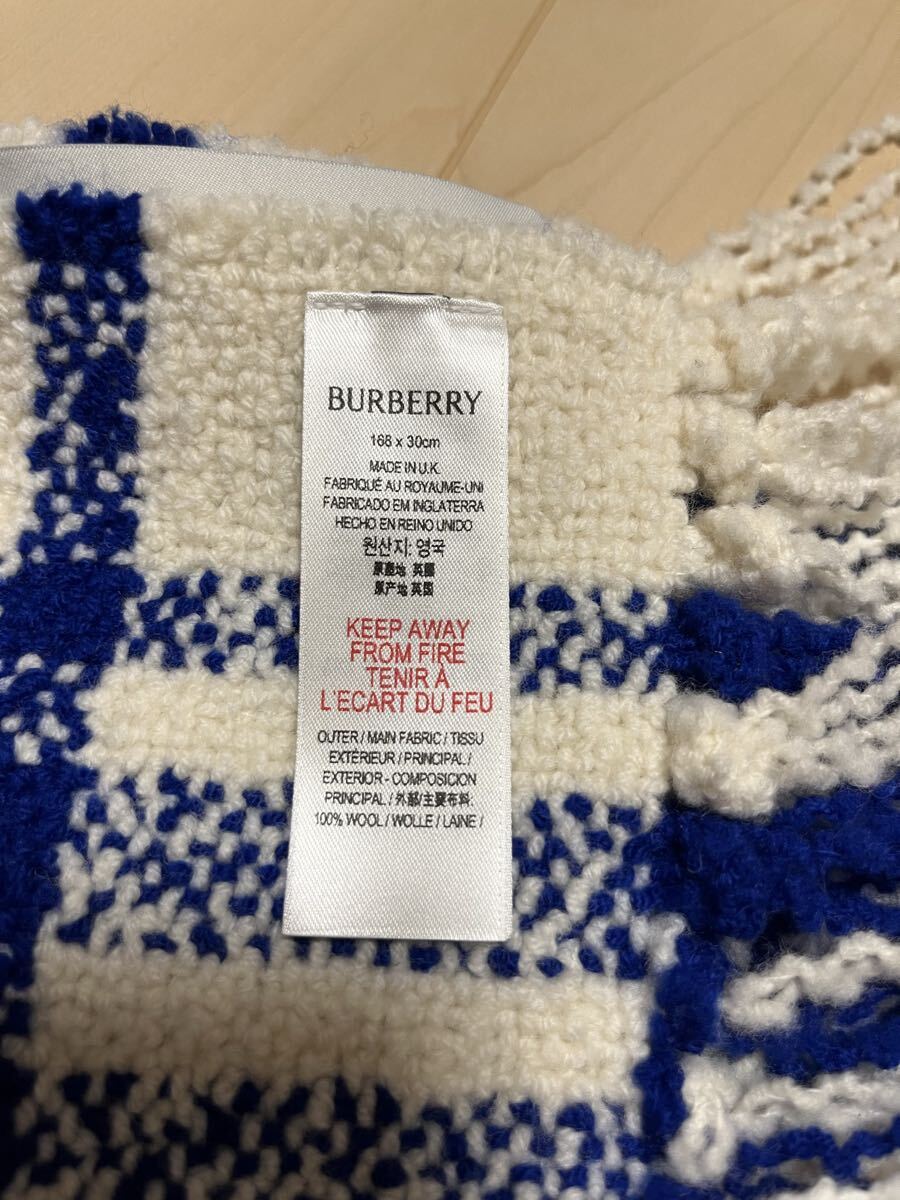 BURBERRY
168 x 30cm
MADE IN U.K.
FABRIQUÉ AU ROYAUME-UNI
FABRICADO EM INGLATERRA
HECHO EN REINO UNIDO
원산지: 영국
原產地 英國
原产地 英国
KEEP AWAY
FROM FIRE
TENIR À
L'ECART DU FEU
OUTER / MAIN FABRIC / TISSU
EXTÉRIEUR / PRINCIPAL /
EXTERIOR - COMPOSICION
PRINCIPAL / 外部/主要布料:
100% WOOL / WOLLE / LAINE /